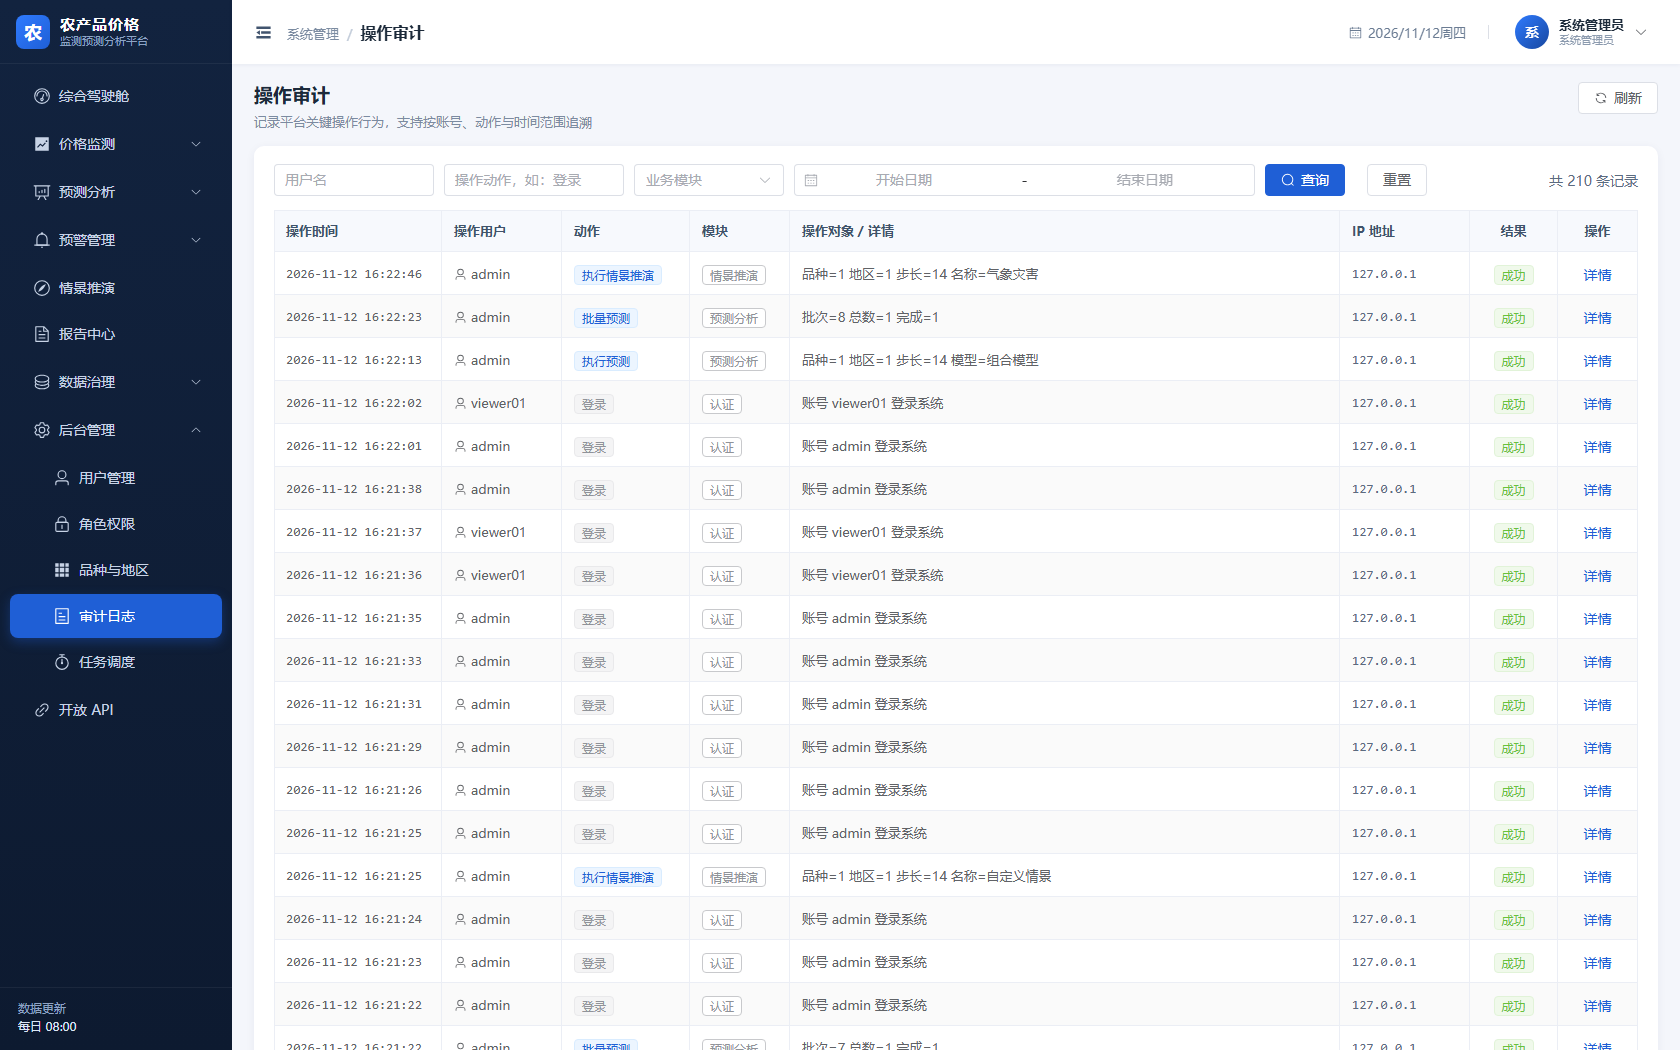 农
农产品价格
监测预测分析平台
综合驾驶舱
价格监测
预测分析
预警管理
情景推演
报告中心
数据治理
后台管理
用户管理
角色权限
品种与地区
审计日志
任务调度
开放 API
数据更新
每日 08:00
系统管理 / 操作审计
2026/11/12周四
系
系统管理员
系统管理员
操作审计
记录平台关键操作行为，支持按账号、动作与时间范围追溯
刷新
用户名 操作动作，如：登录 业务模块 开始日期 - 结束日期 查询 重置 共 210 条记录
操作时间 操作用户 动作 模块 操作对象 / 详情 IP 地址 结果 操作
2026-11-12 16:22:46 admin 执行情景推演 情景推演 品种=1 地区=1 步长=14 名称=气象灾害 127.0.0.1 成功 详情
2026-11-12 16:22:23 admin 批量预测 预测分析 批次=8 总数=1 完成=1 127.0.0.1 成功 详情
2026-11-12 16:22:13 admin 执行预测 预测分析 品种=1 地区=1 步长=14 模型=组合模型 127.0.0.1 成功 详情
2026-11-12 16:22:02 viewer01 登录 认证 账号 viewer01 登录系统 127.0.0.1 成功 详情
2026-11-12 16:22:01 admin 登录 认证 账号 admin 登录系统 127.0.0.1 成功 详情
2026-11-12 16:21:38 admin 登录 认证 账号 admin 登录系统 127.0.0.1 成功 详情
2026-11-12 16:21:37 viewer01 登录 认证 账号 viewer01 登录系统 127.0.0.1 成功 详情
2026-11-12 16:21:36 viewer01 登录 认证 账号 viewer01 登录系统 127.0.0.1 成功 详情
2026-11-12 16:21:35 admin 登录 认证 账号 admin 登录系统 127.0.0.1 成功 详情
2026-11-12 16:21:33 admin 登录 认证 账号 admin 登录系统 127.0.0.1 成功 详情
2026-11-12 16:21:31 admin 登录 认证 账号 admin 登录系统 127.0.0.1 成功 详情
2026-11-12 16:21:29 admin 登录 认证 账号 admin 登录系统 127.0.0.1 成功 详情
2026-11-12 16:21:26 admin 登录 认证 账号 admin 登录系统 127.0.0.1 成功 详情
2026-11-12 16:21:25 admin 登录 认证 账号 admin 登录系统 127.0.0.1 成功 详情
2026-11-12 16:21:25 admin 执行情景推演 情景推演 品种=1 地区=1 步长=14 名称=自定义情景 127.0.0.1 成功 详情
2026-11-12 16:21:24 admin 登录 认证 账号 admin 登录系统 127.0.0.1 成功 详情
2026-11-12 16:21:23 admin 登录 认证 账号 admin 登录系统 127.0.0.1 成功 详情
2026-11-12 16:21:22 admin 登录 认证 账号 admin 登录系统 127.0.0.1 成功 详情
2026-11-12 16:21:22 admin 批量预测 预测分析 批次=7 总数=1 完成=1 127.0.0.1 成功 详情